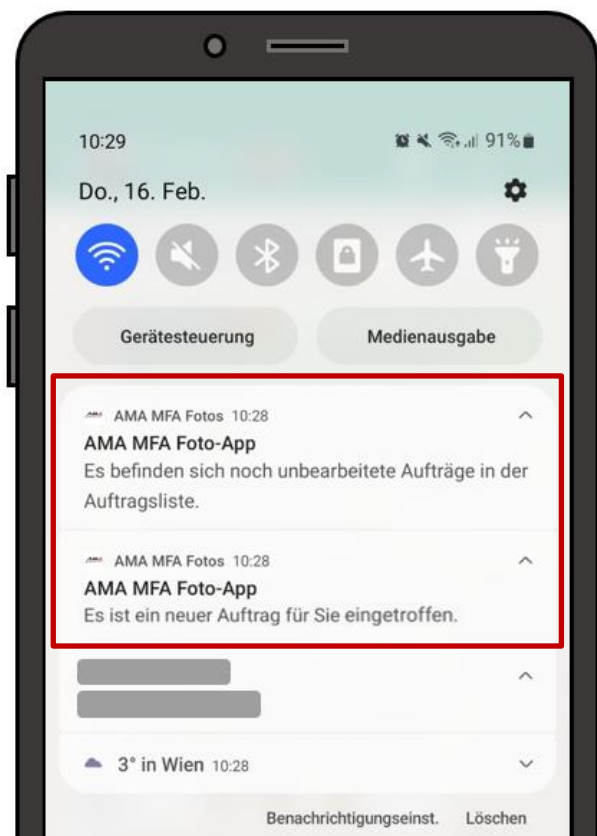 10:29 91%
Do., 16. Feb.
Gerätesteuerung Medienausgabe
AMA MFA Fotos 10:28
AMA MFA Foto-App
Es befinden sich noch unbearbeitete Aufträge in der
Auftragsliste.
AMA MFA Fotos 10:28
AMA MFA Foto-App
Es ist ein neuer Auftrag für Sie eingetroffen.
3° in Wien 10:28
Benachrichtigungseinst. Löschen